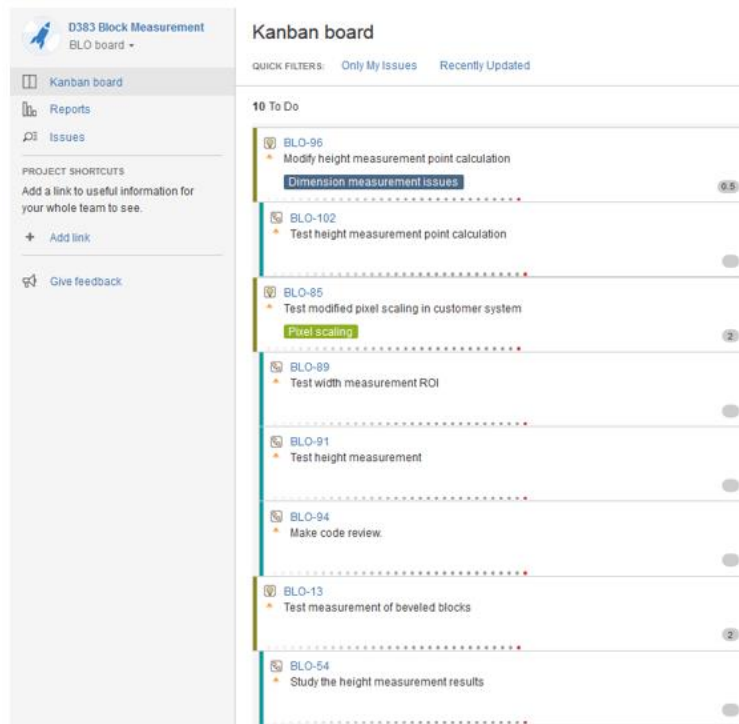 D383 Block Measurement
BLO board
Kanban board
Reports
Issues
PROJECT SHORTCUTS
Add a link to useful information for
your whole team to see.
+ Add link
Give feedback
Kanban board
QUICK FILTERS: Only My Issues Recently Updated
10 To Do
BLO-96
Modify height measurement point calculation
Dimension measurement issues
0.5
BLO-102
Test height measurement point calculation
BLO-85
Test modified pixel scaling in customer system
Pixel scaling
2
BLO-89
Test width measurement ROI
BLO-91
Test height measurement
BLO-94
Make code review.
BLO-13
Test measurement of beveled blocks
2
BLO-54
Study the height measurement results